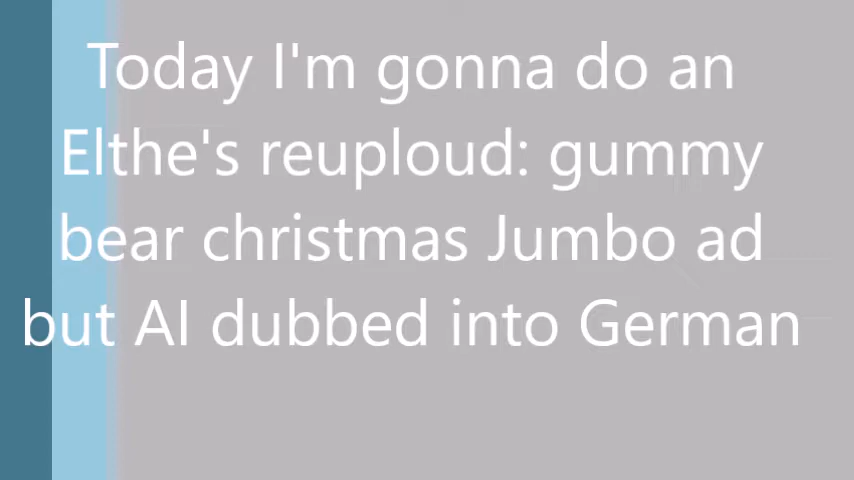 Today I'm gonna do an
Elthe's reuploud: gummy
bear christmas Jumbo ad
but AI dubbed into German